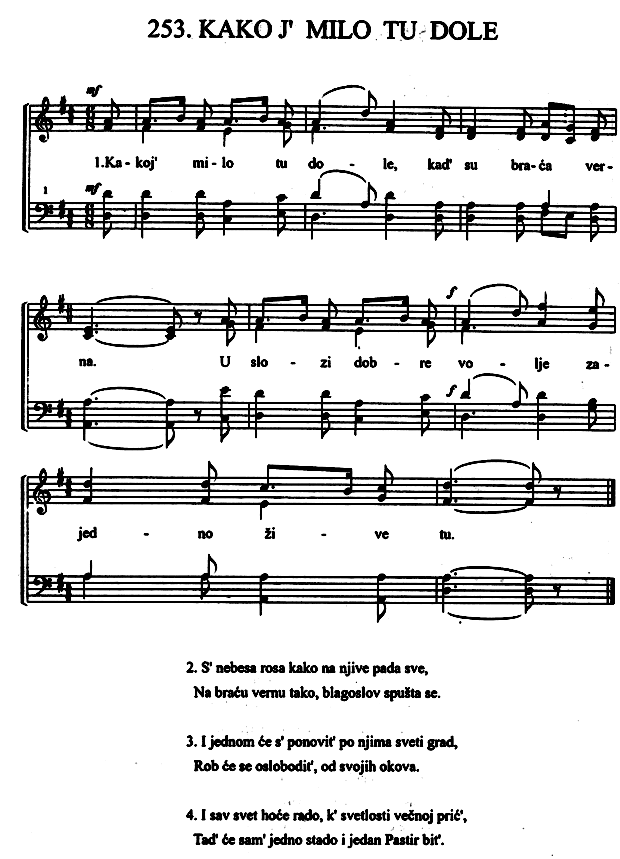 253. KAKO J' MILO TU DOLE
mf
1.Ka - koj' mi - lo tu do - le, kad' su bra - ća ver -
1
mf
na. U slo - zi dob - re vo - lje za -
f
f
jed - no ži - ve tu.
2. S' nebesa rosa kako na njive pada sve,
Na braću vernu tako, blagoslov spušta se.
3. I jednom će s' ponovit' po njima sveti grad,
Rob će se oslobodit', od svojih okova.
4. I sav svet hoće rado, k' svetlosti večnoj prić',
Tad' će sam' jedno stado i jedan Pastir bit'.